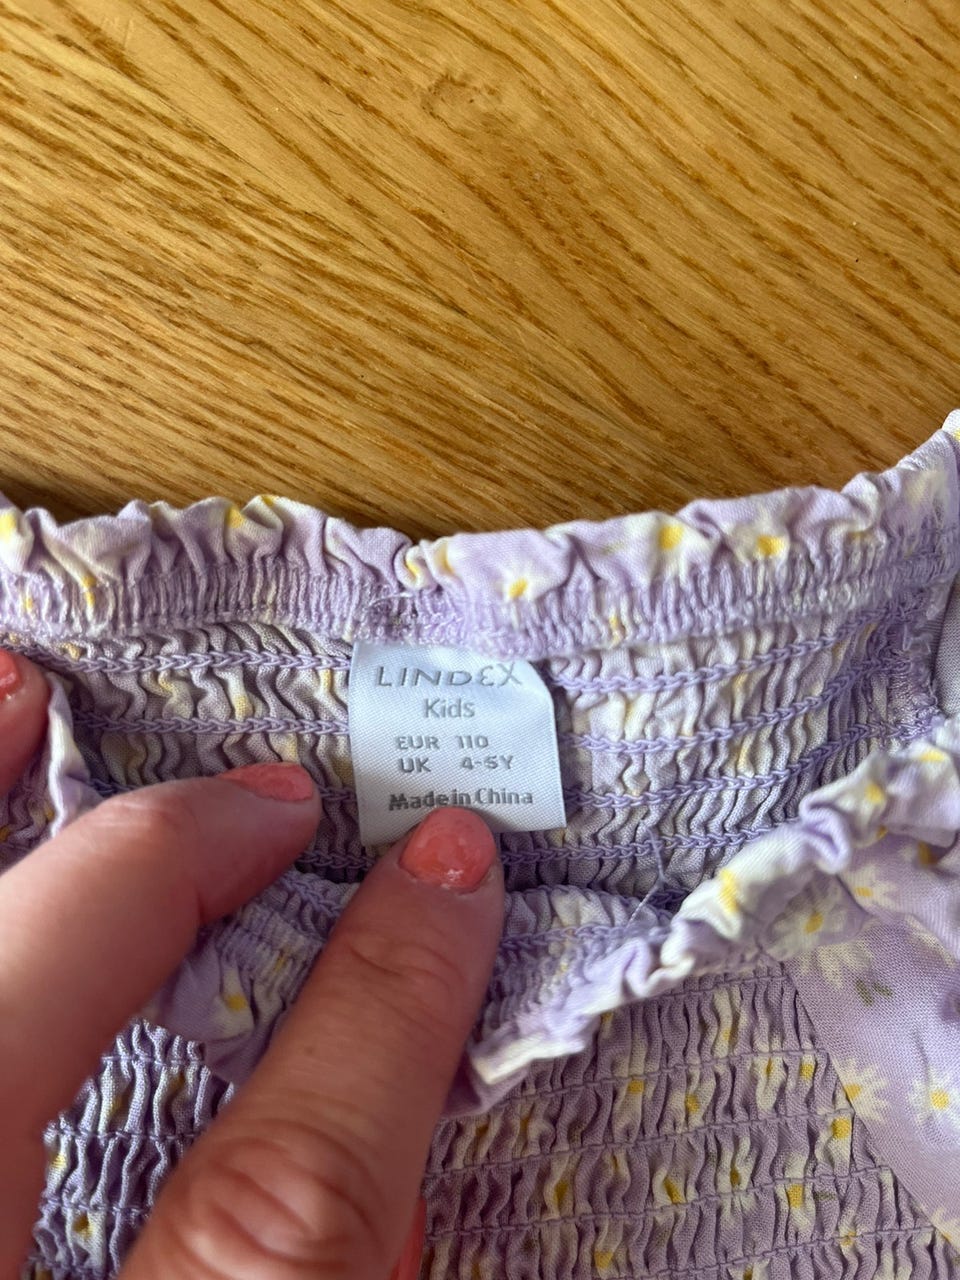 LINDEX
Kids
EUR 110
UK 4-5Y
Made in China